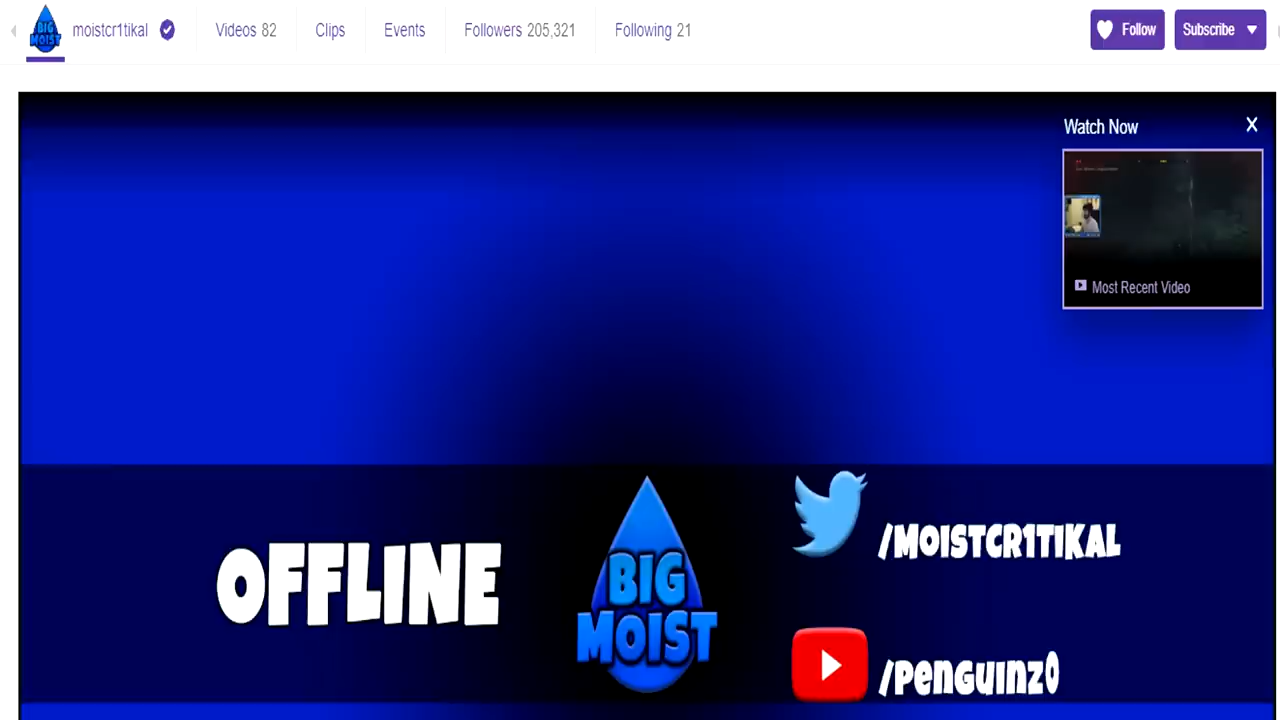 BIG MOIST moistcr1tikal Videos 82 Clips Events Followers 205,321 Following 21 Follow Subscribe
Watch Now X
Most Recent Video
OFFLINE
BIG
MOIST
/MOISTCR1TIKAL
/PENGUINZ0